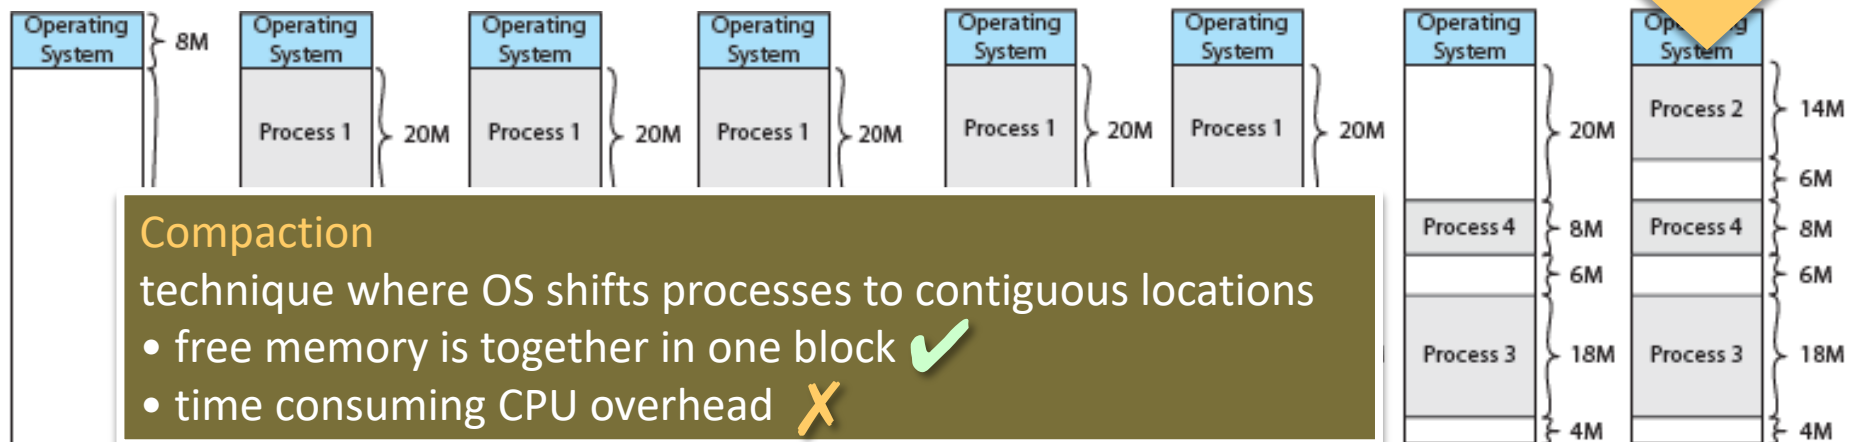 Operating
System
8M
Operating
System
Process 1
20M
Operating
System
Process 1
20M
Operating
System
Process 1
20M
Operating
System
Process 1
20M
Operating
System
Process 1
20M
Operating
System
20M
Process 4
8M
6M
Process 3
18M
4M
System
Process 2
14M
6M
Process 4
8M
6M
Process 3
18M
4M
Compaction
technique where OS shifts processes to contiguous locations
• free memory is together in one block ✔
• time consuming CPU overhead ✗